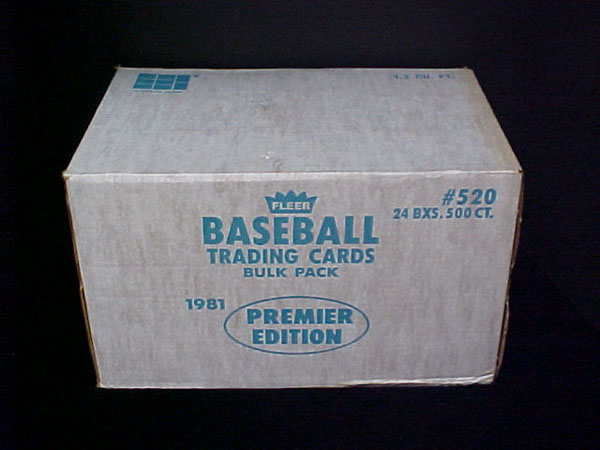 1.3 CU. FT.
#520
24 BXS. 500 CT.
FLEER
BASEBALL
TRADING CARDS
BULK PACK
1981
PREMIER
EDITION